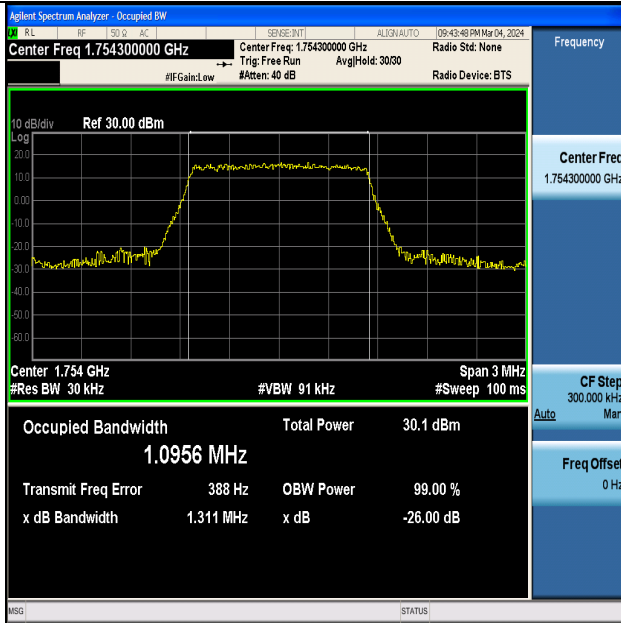 Agilent Spectrum Analyzer - Occupied BW
RL RF 50 Ω AC SENSE:INT ALIGN AUTO 09:43:48 PM Mar 04, 2024
Center Freq 1.754300000 GHz
Center Freq: 1.754300000 GHz
Radio Std: None
Trig: Free Run Avg|Hold: 30/30
#IFGain:Low
#Atten: 40 dB
Radio Device: BTS
10 dB/div Ref 30.00 dBm
Log
20.0
10.0
0.00
-10.0
-20.0
-30.0
-40.0
-50.0
-60.0
Center 1.754 GHz Span 3 MHz
#Res BW 30 kHz #VBW 91 kHz #Sweep 100 ms
Occupied Bandwidth Total Power 30.1 dBm
1.0956 MHz
Transmit Freq Error 388 Hz OBW Power 99.00 %
x dB Bandwidth 1.311 MHz x dB -26.00 dB
MSG STATUS
Frequency
Center Freq
1.754300000 GHz
CF Step
300.000 kHz
Auto Man
Freq Offset
0 Hz